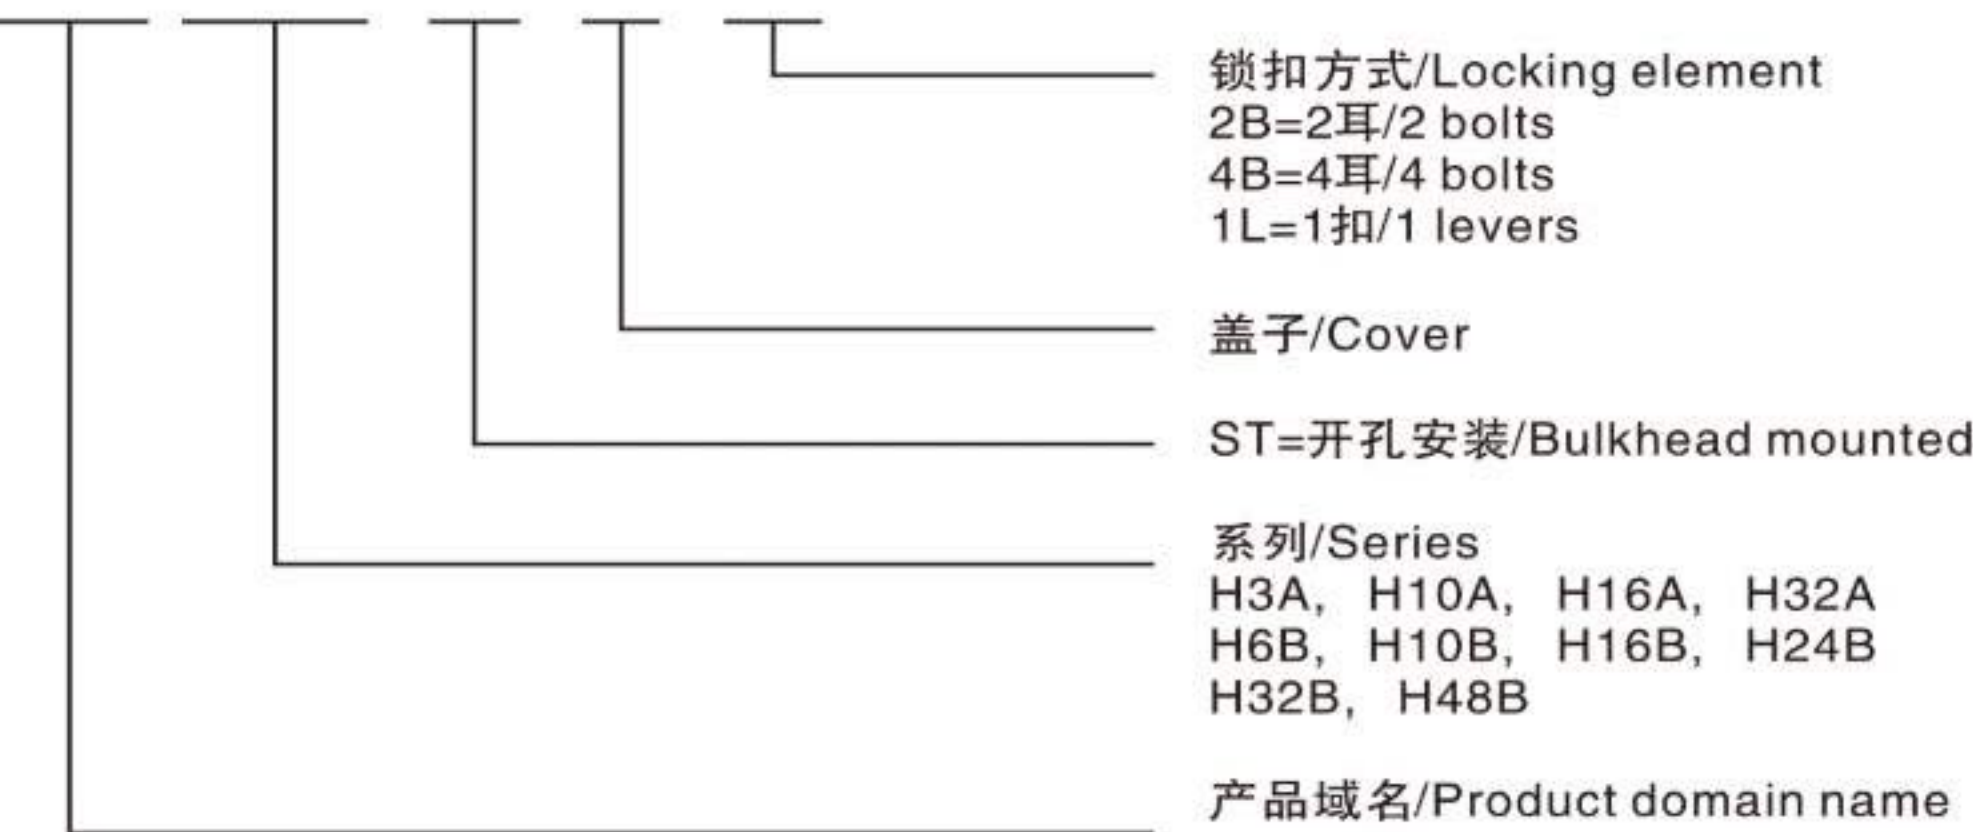 锁扣方式/Locking element
2B=2耳/2 bolts
4B=4耳/4 bolts
1L=1扣/1 levers
盖子/Cover
ST=开孔安装/Bulkhead mounted
系列/Series
H3A, H10A, H16A, H32A
H6B, H10B, H16B, H24B
H32B, H48B
产品域名/Product domain name